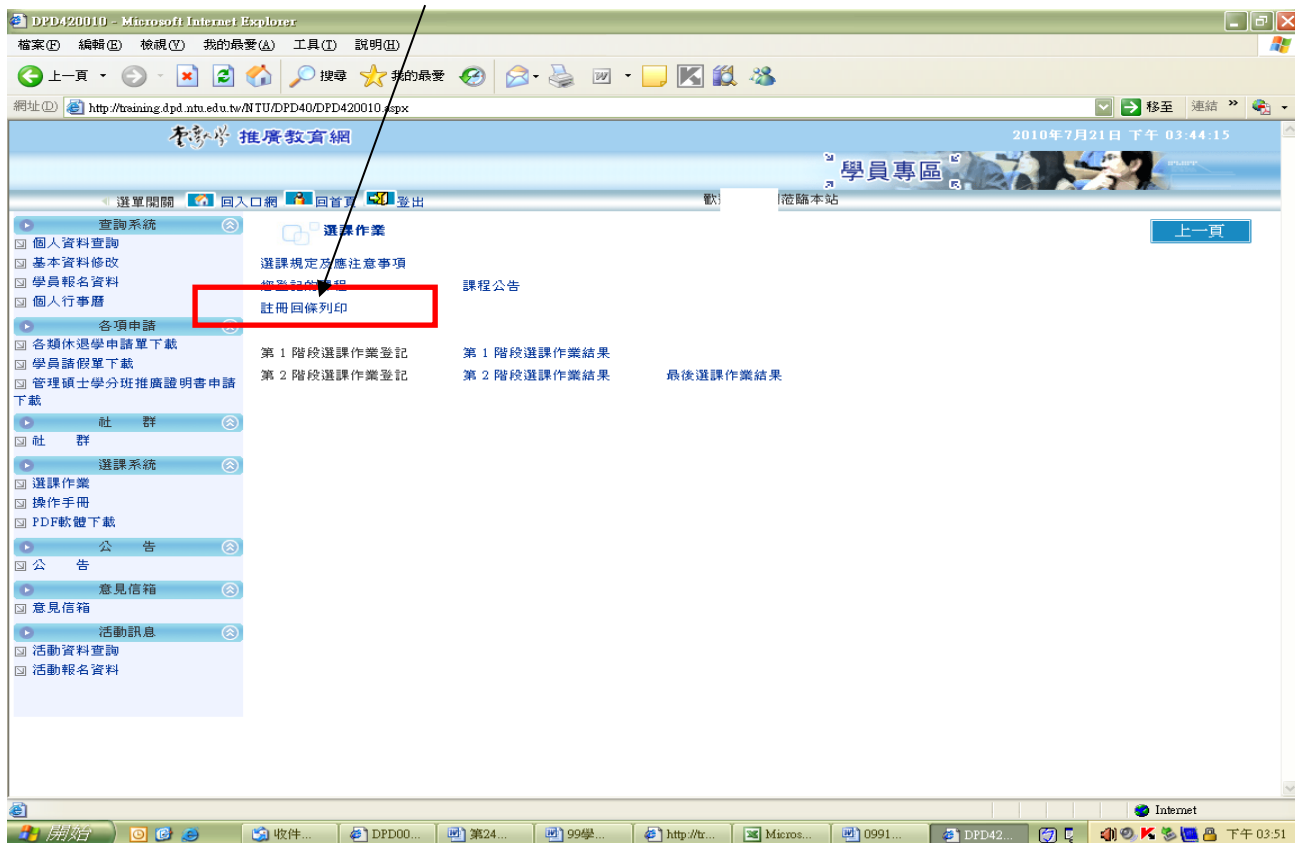 DPD420010 - Microsoft Internet Explorer
檔案(F) 編輯(E) 檢視(V) 我的最愛(A) 工具(T) 說明(H)
上一頁 搜尋 我的最愛
網址(D) http://training.dpd.ntu.edu.tw/NTU/DPD40/DPD420010.aspx 移至 連結 »
臺灣大學 推廣教育網 2010年7月21日 下午 03:44:15
學員專區
選單開關 回入口網 回首頁 登出 歡 蒞臨本站
查詢系統
個人資料查詢
基本資料修改
學員報名資料
個人行事曆
各項申請
各類休退學申請單下載
學員請假單下載
管理碩士學分班推廣證明書申請
下載
社 群
社 群
選課系統
選課作業
操作手冊
PDF軟體下載
公 告
公 告
意見信箱
意見信箱
活動訊息
活動資料查詢
活動報名資料
選課作業 上一頁
選課規定及應注意事項
您登記的課程 課程公告
註冊回條列印
第 1 階段選課作業登記 第 1 階段選課作業結果
第 2 階段選課作業登記 第 2 階段選課作業結果 最後選課作業結果
Internet
開始 收件... DPD00... 第24... 99學... http://tr... Micros... 0991... DPD42... 下午 03:51